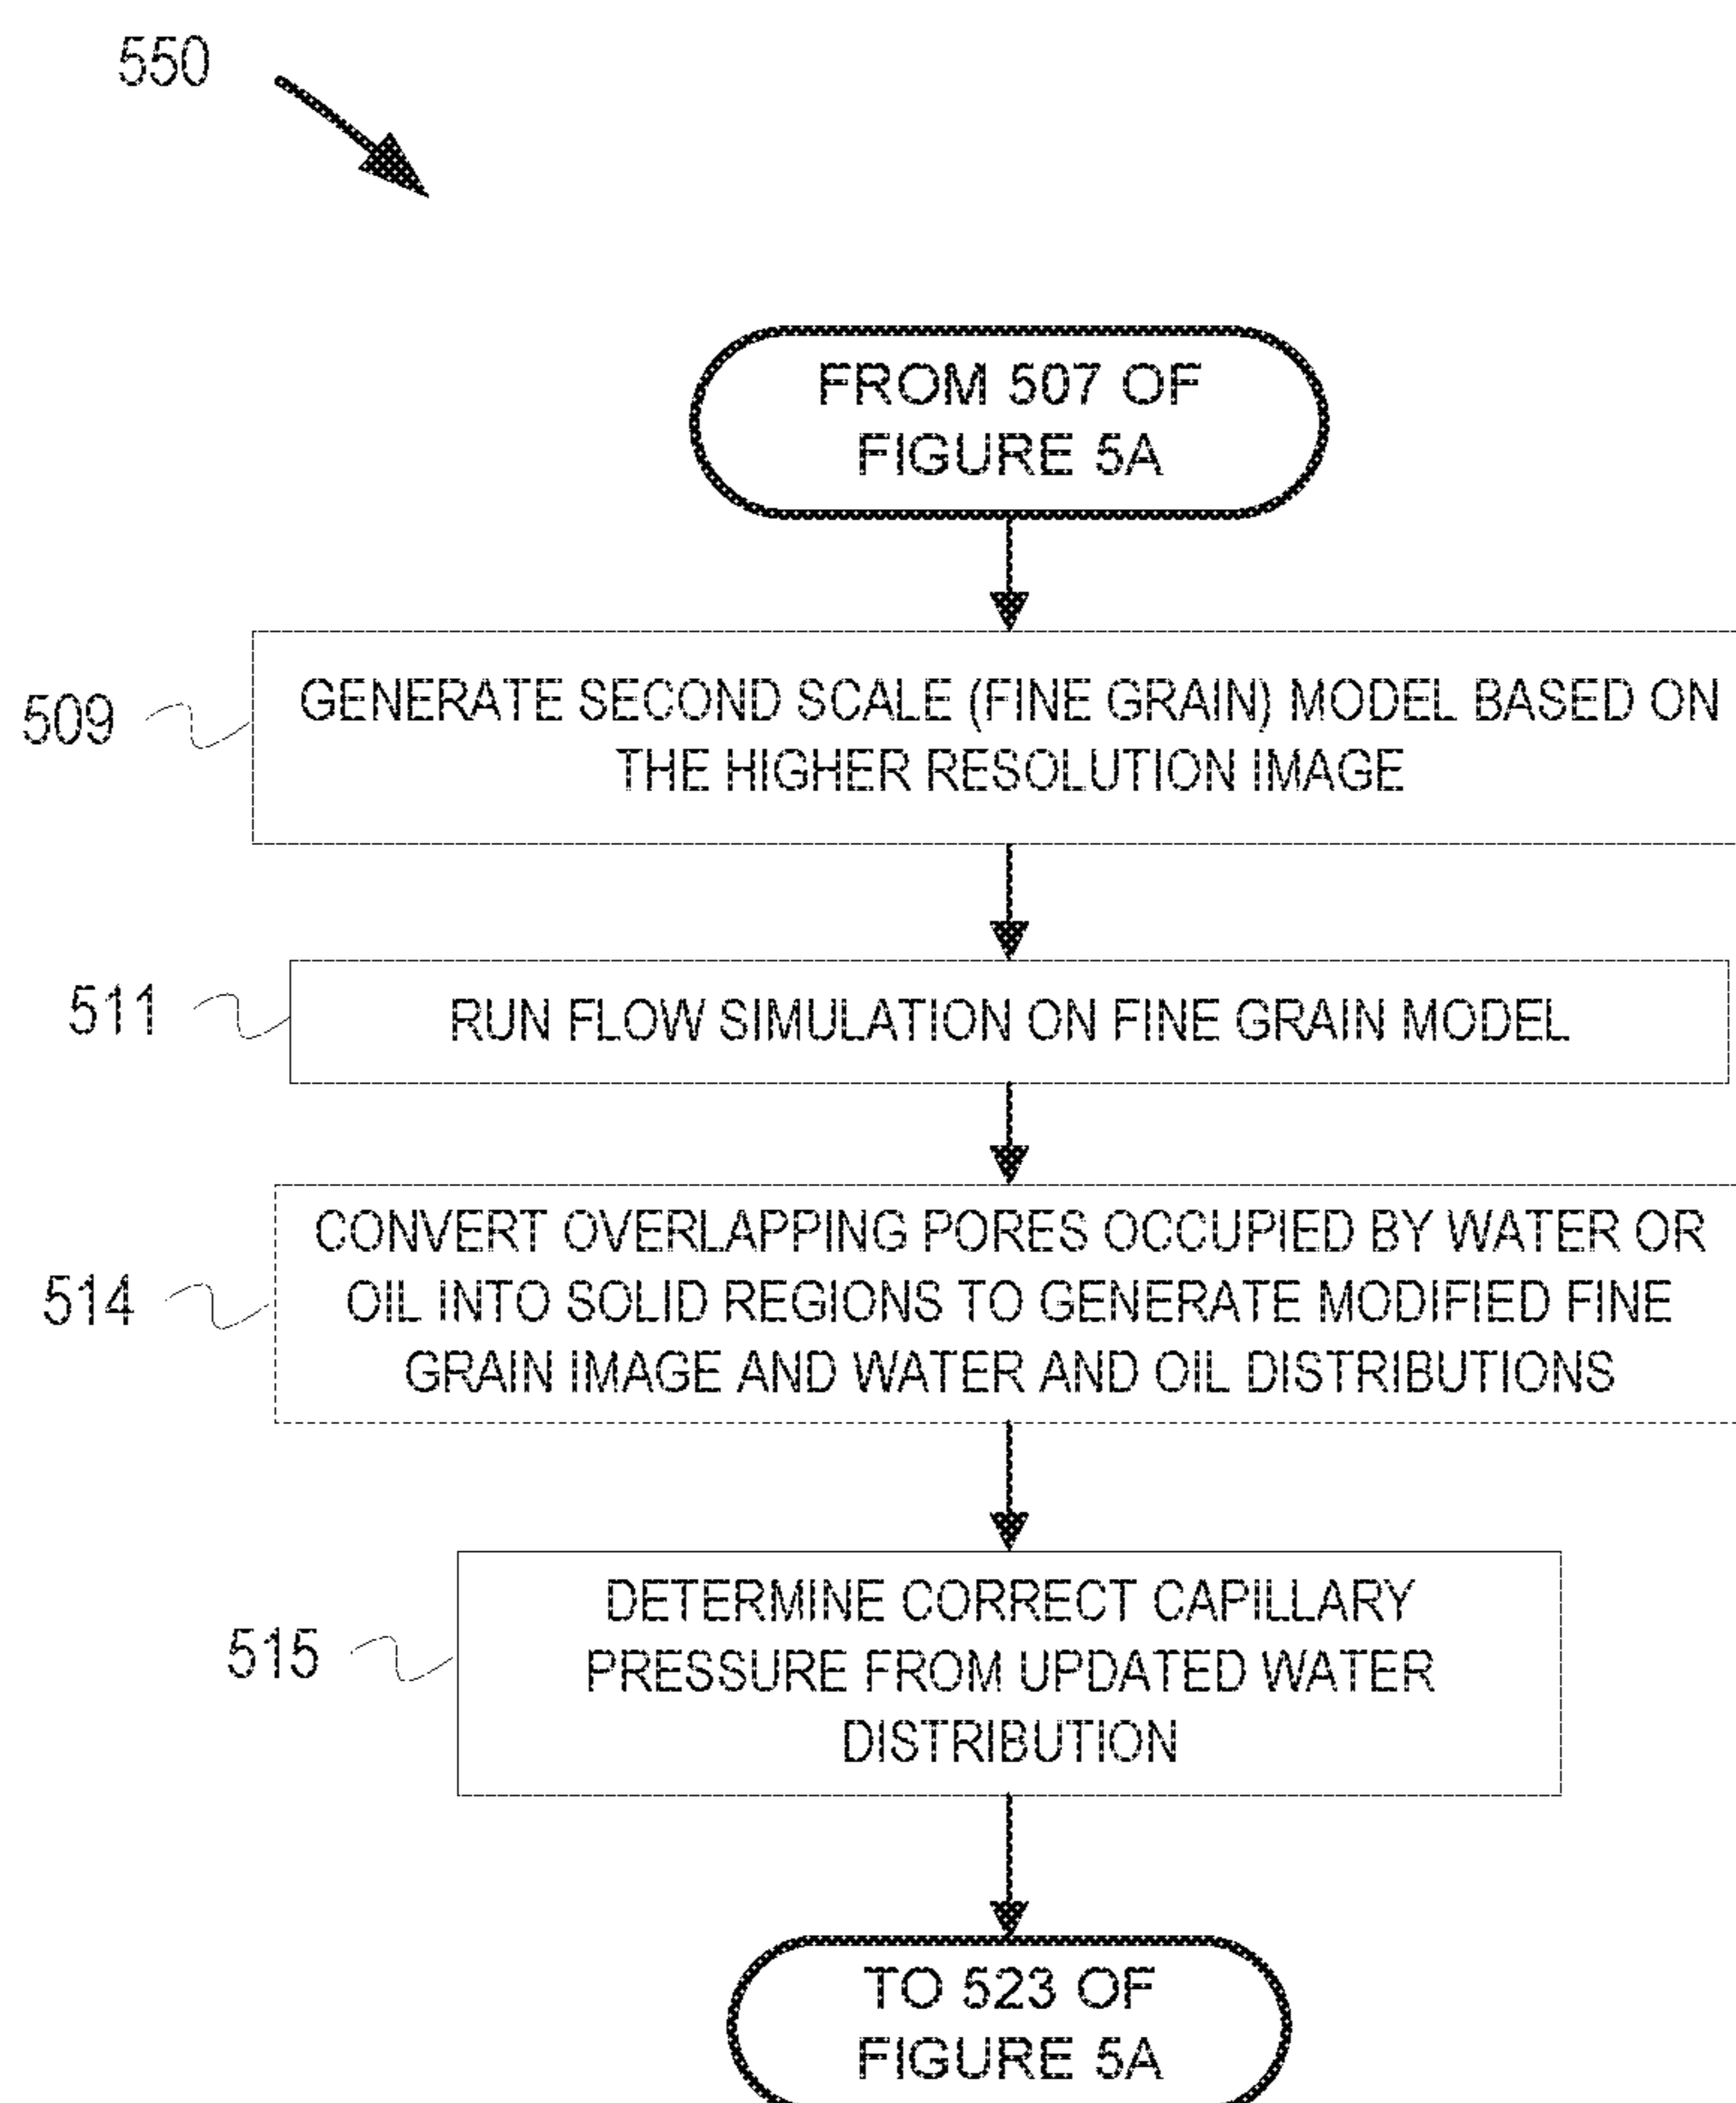 550
FROM 507 OF
FIGURE 5A
509
GENERATE SECOND SCALE (FINE GRAIN) MODEL BASED ON
THE HIGHER RESOLUTION IMAGE
511
RUN FLOW SIMULATION ON FINE GRAIN MODEL
514
CONVERT OVERLAPPING PORES OCCUPIED BY WATER OR
OIL INTO SOLID REGIONS TO GENERATE MODIFIED FINE
GRAIN IMAGE AND WATER AND OIL DISTRIBUTIONS
515
DETERMINE CORRECT CAPILLARY
PRESSURE FROM UPDATED WATER
DISTRIBUTION
TO 523 OF
FIGURE 5A